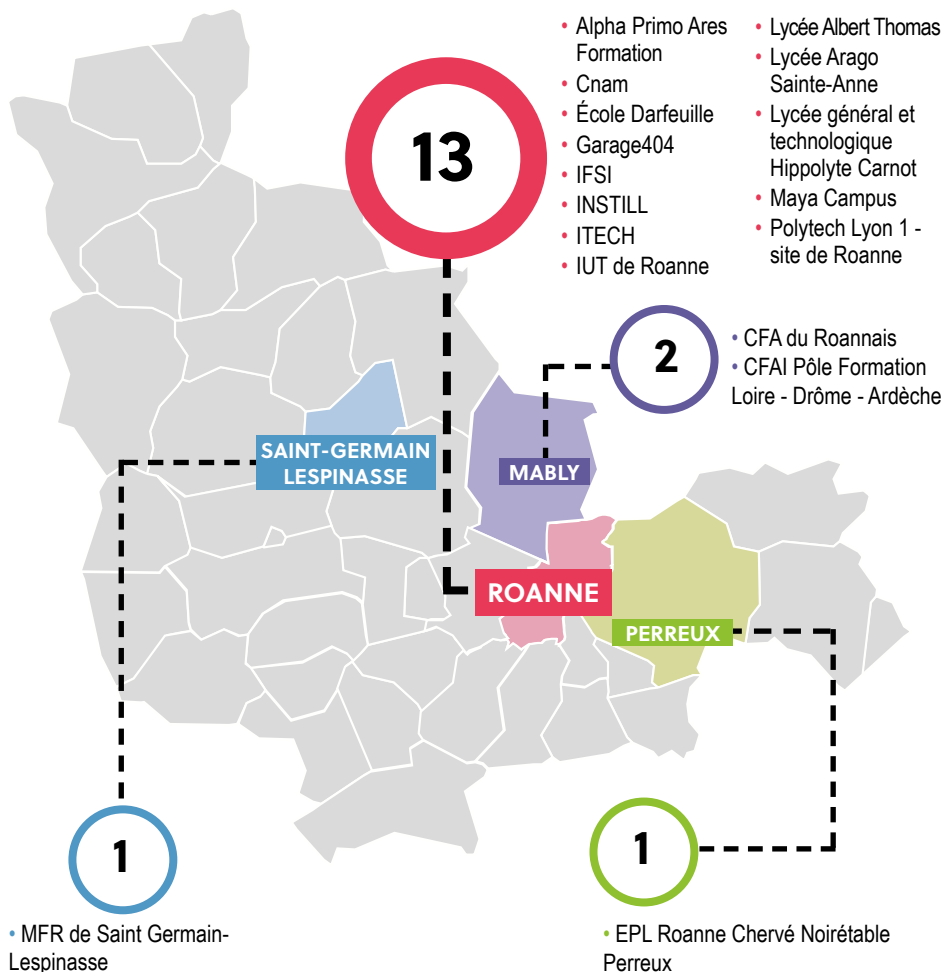 13
• Alpha Primo Ares
Formation
• Cnam
• École Darfeuille
• Garage404
• IFSI
• INSTILL
• ITECH
• IUT de Roanne
• Lycée Albert Thomas
• Lycée Arago
Sainte-Anne
• Lycée général et
technologique
Hippolyte Carnot
• Maya Campus
• Polytech Lyon 1 -
site de Roanne
2
• CFA du Roannais
• CFAI Pôle Formation
Loire - Drôme - Ardèche
SAINT-GERMAIN
LESPINASSE
MABLY
ROANNE
PERREUX
1
• MFR de Saint Germain-
Lespinasse
1
• EPL Roanne Chervé Noirétable
Perreux